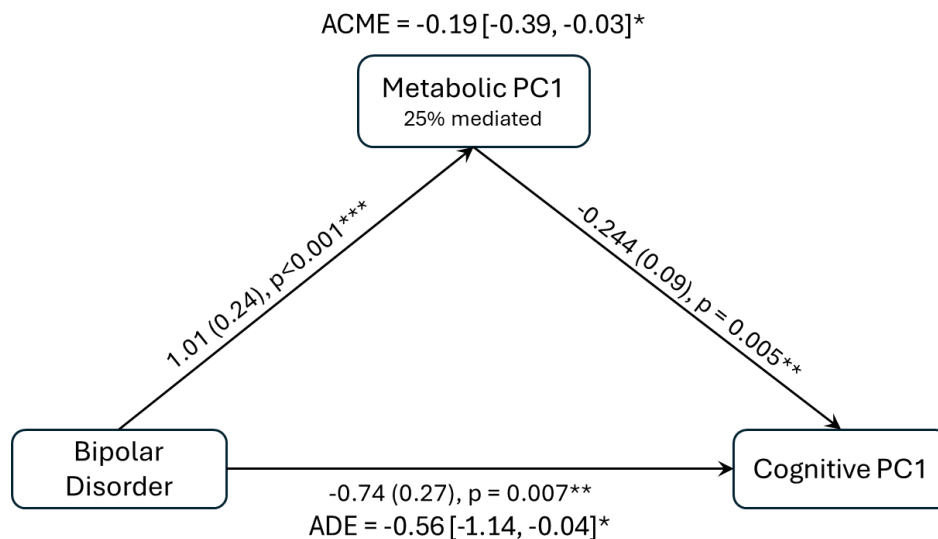 ACME = -0.19 [-0.39, -0.03]*
Metabolic PC1
25% mediated
1.01 (0.24), p<0.001***
-0.244 (0.09), p = 0.005**
Bipolar
Disorder
Cognitive PC1
-0.74 (0.27), p = 0.007**
ADE = -0.56 [-1.14, -0.04]*